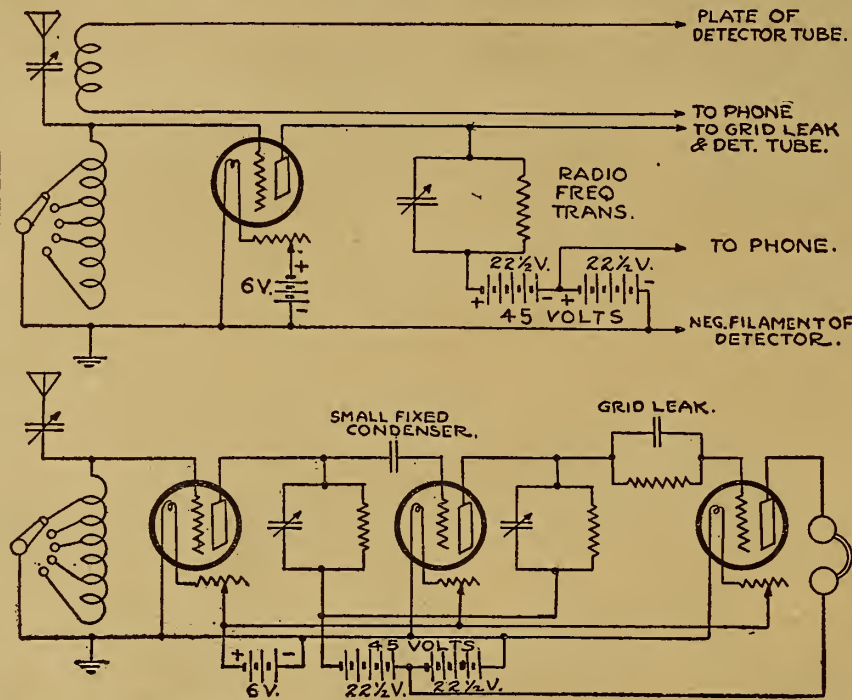 PLATE OF
DETECTOR TUBE.
TO PHONE
TO GRID LEAK
& DET. TUBE.
RADIO
FREQ
TRANS.
TO PHONE.
22½V. 22½V.
6V.
+ - + -
45 VOLTS
NEG. FILAMENT OF
DETECTOR.
SMALL FIXED
CONDENSER.
GRID LEAK.
+ - 45 VOLTS
6V. 22½V. 22½V.